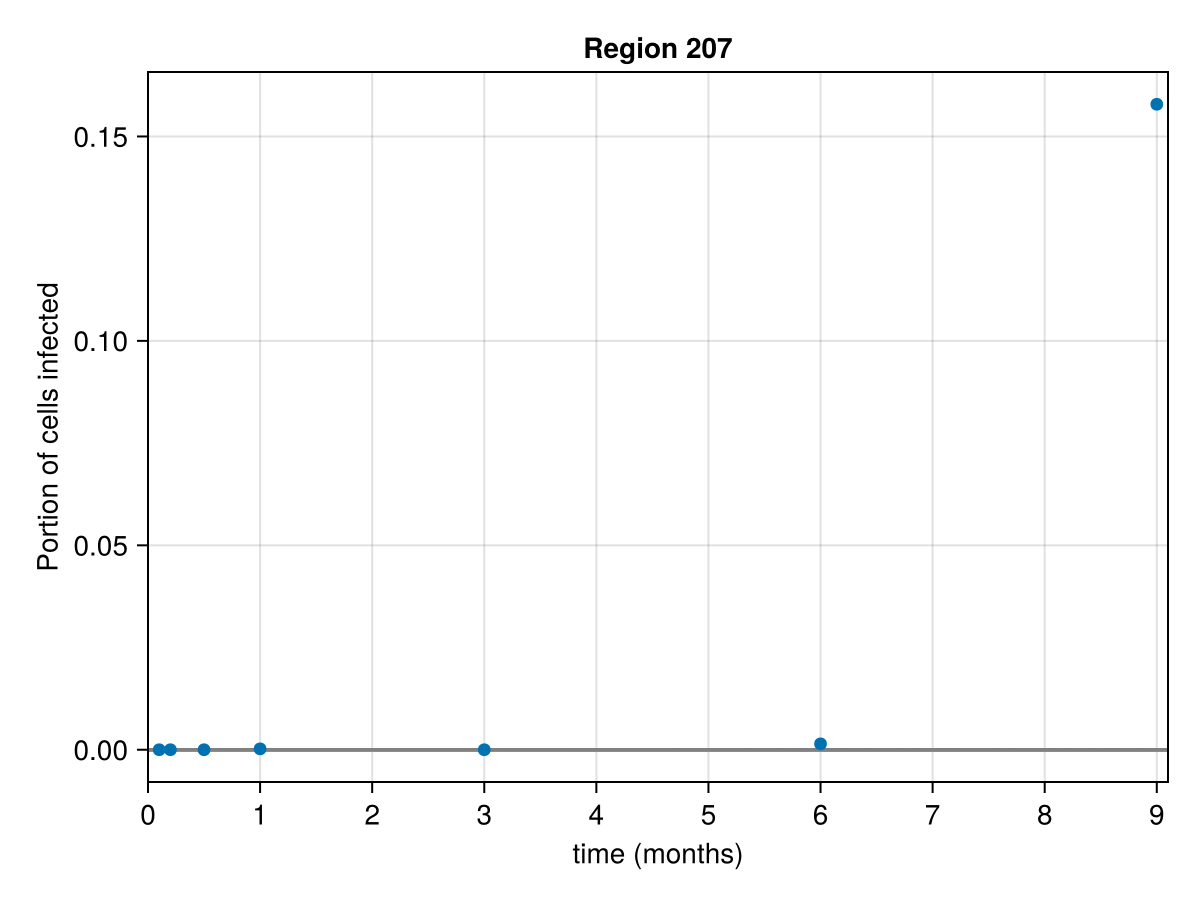 Region 207
Portion of cells infected
0.15
0.10
0.05
0.00
0 1 2 3 4 5 6 7 8 9
time (months)